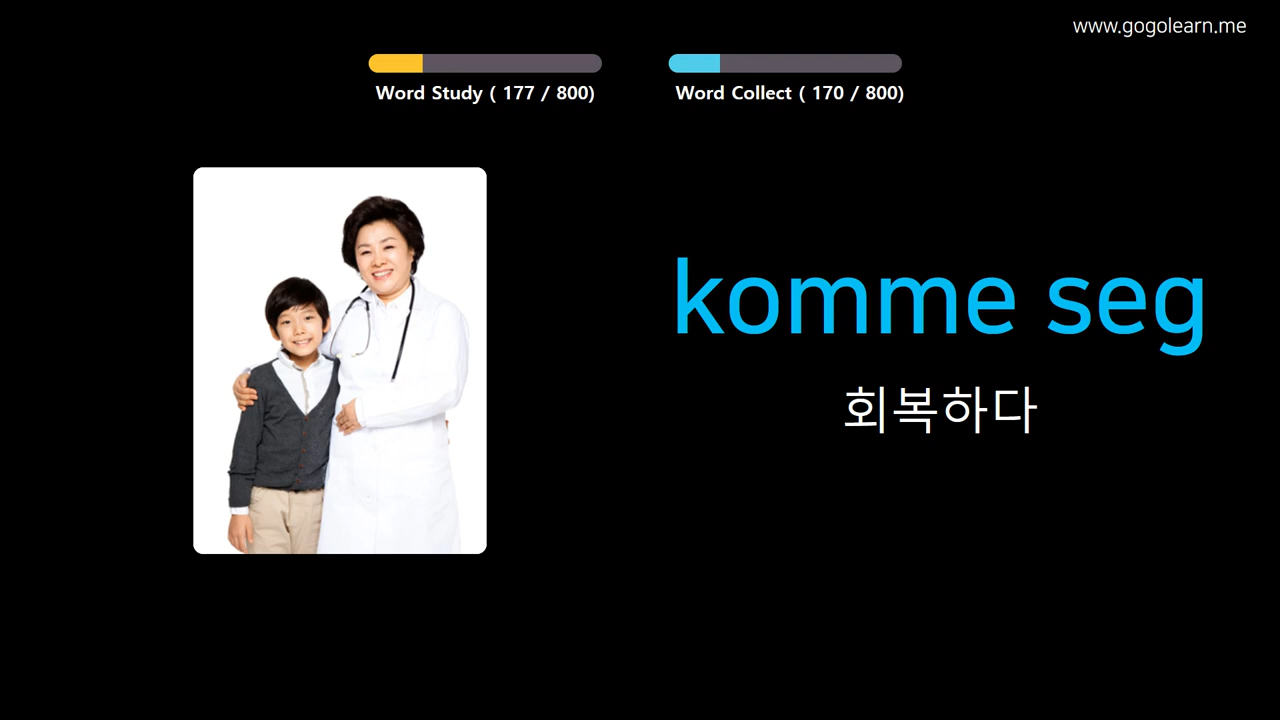 www.gogolearn.me
Word Study ( 177 / 800)
Word Collect ( 170 / 800)
komme seg
회복하다